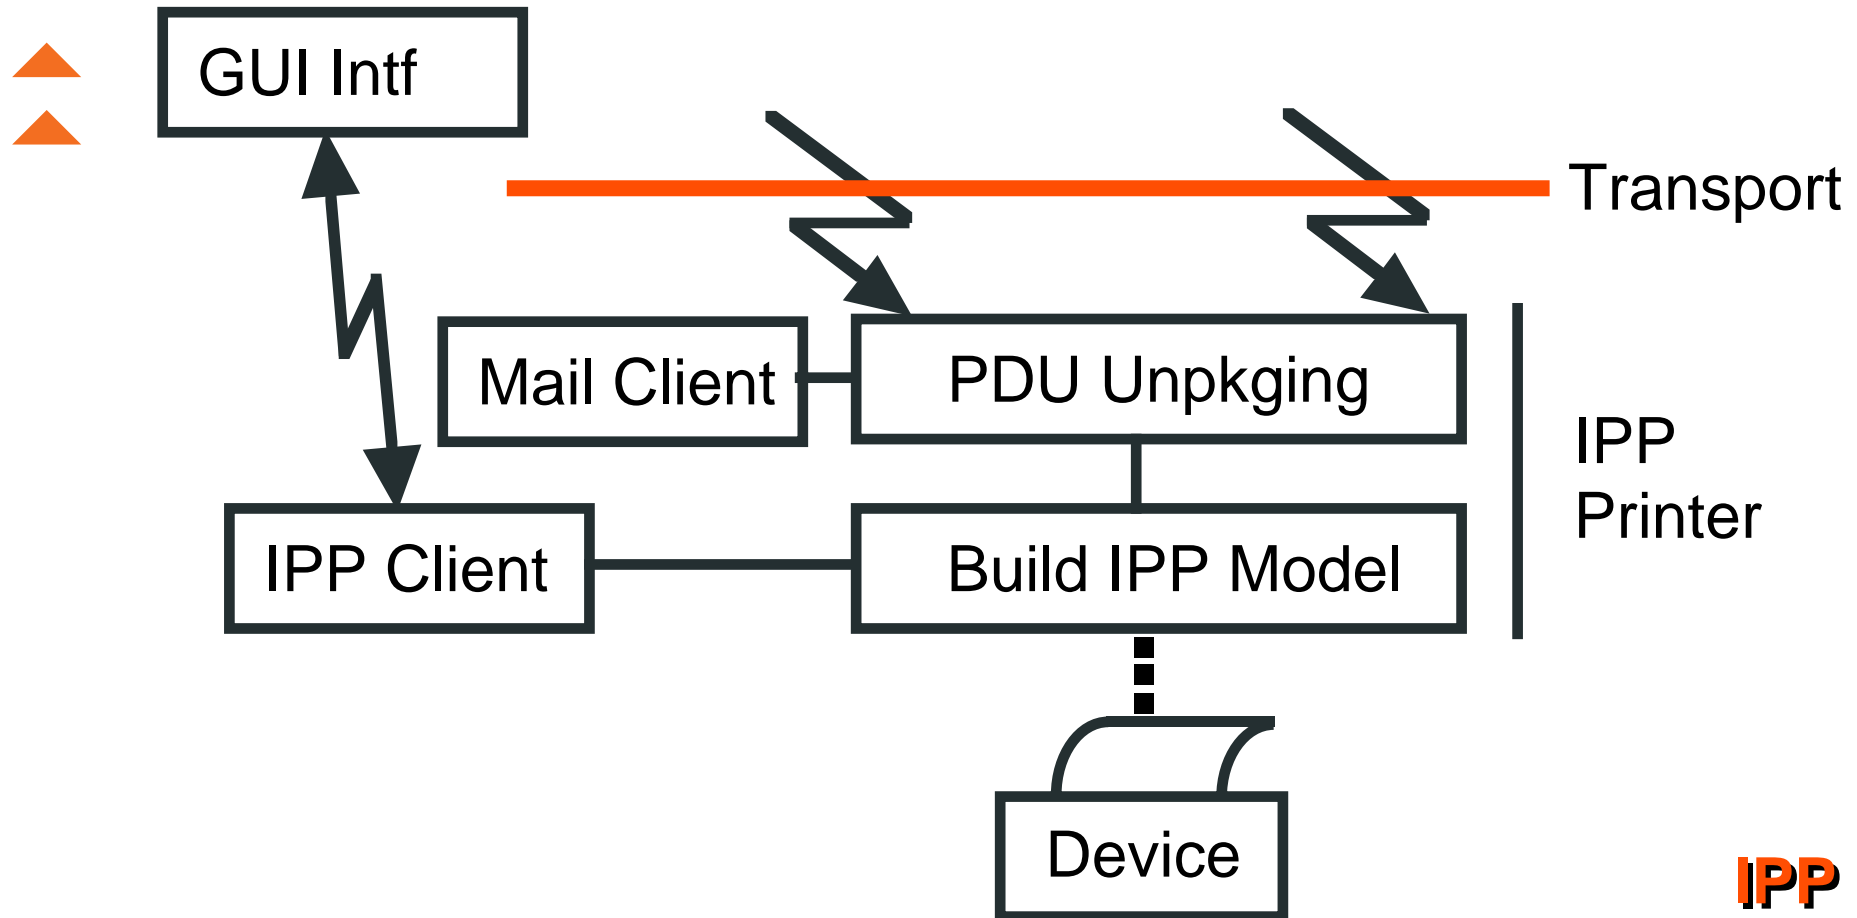 GUI Intf
Transport
Mail Client
PDU Unpkging
IPP
Printer
IPP Client
Build IPP Model
Device
IPP